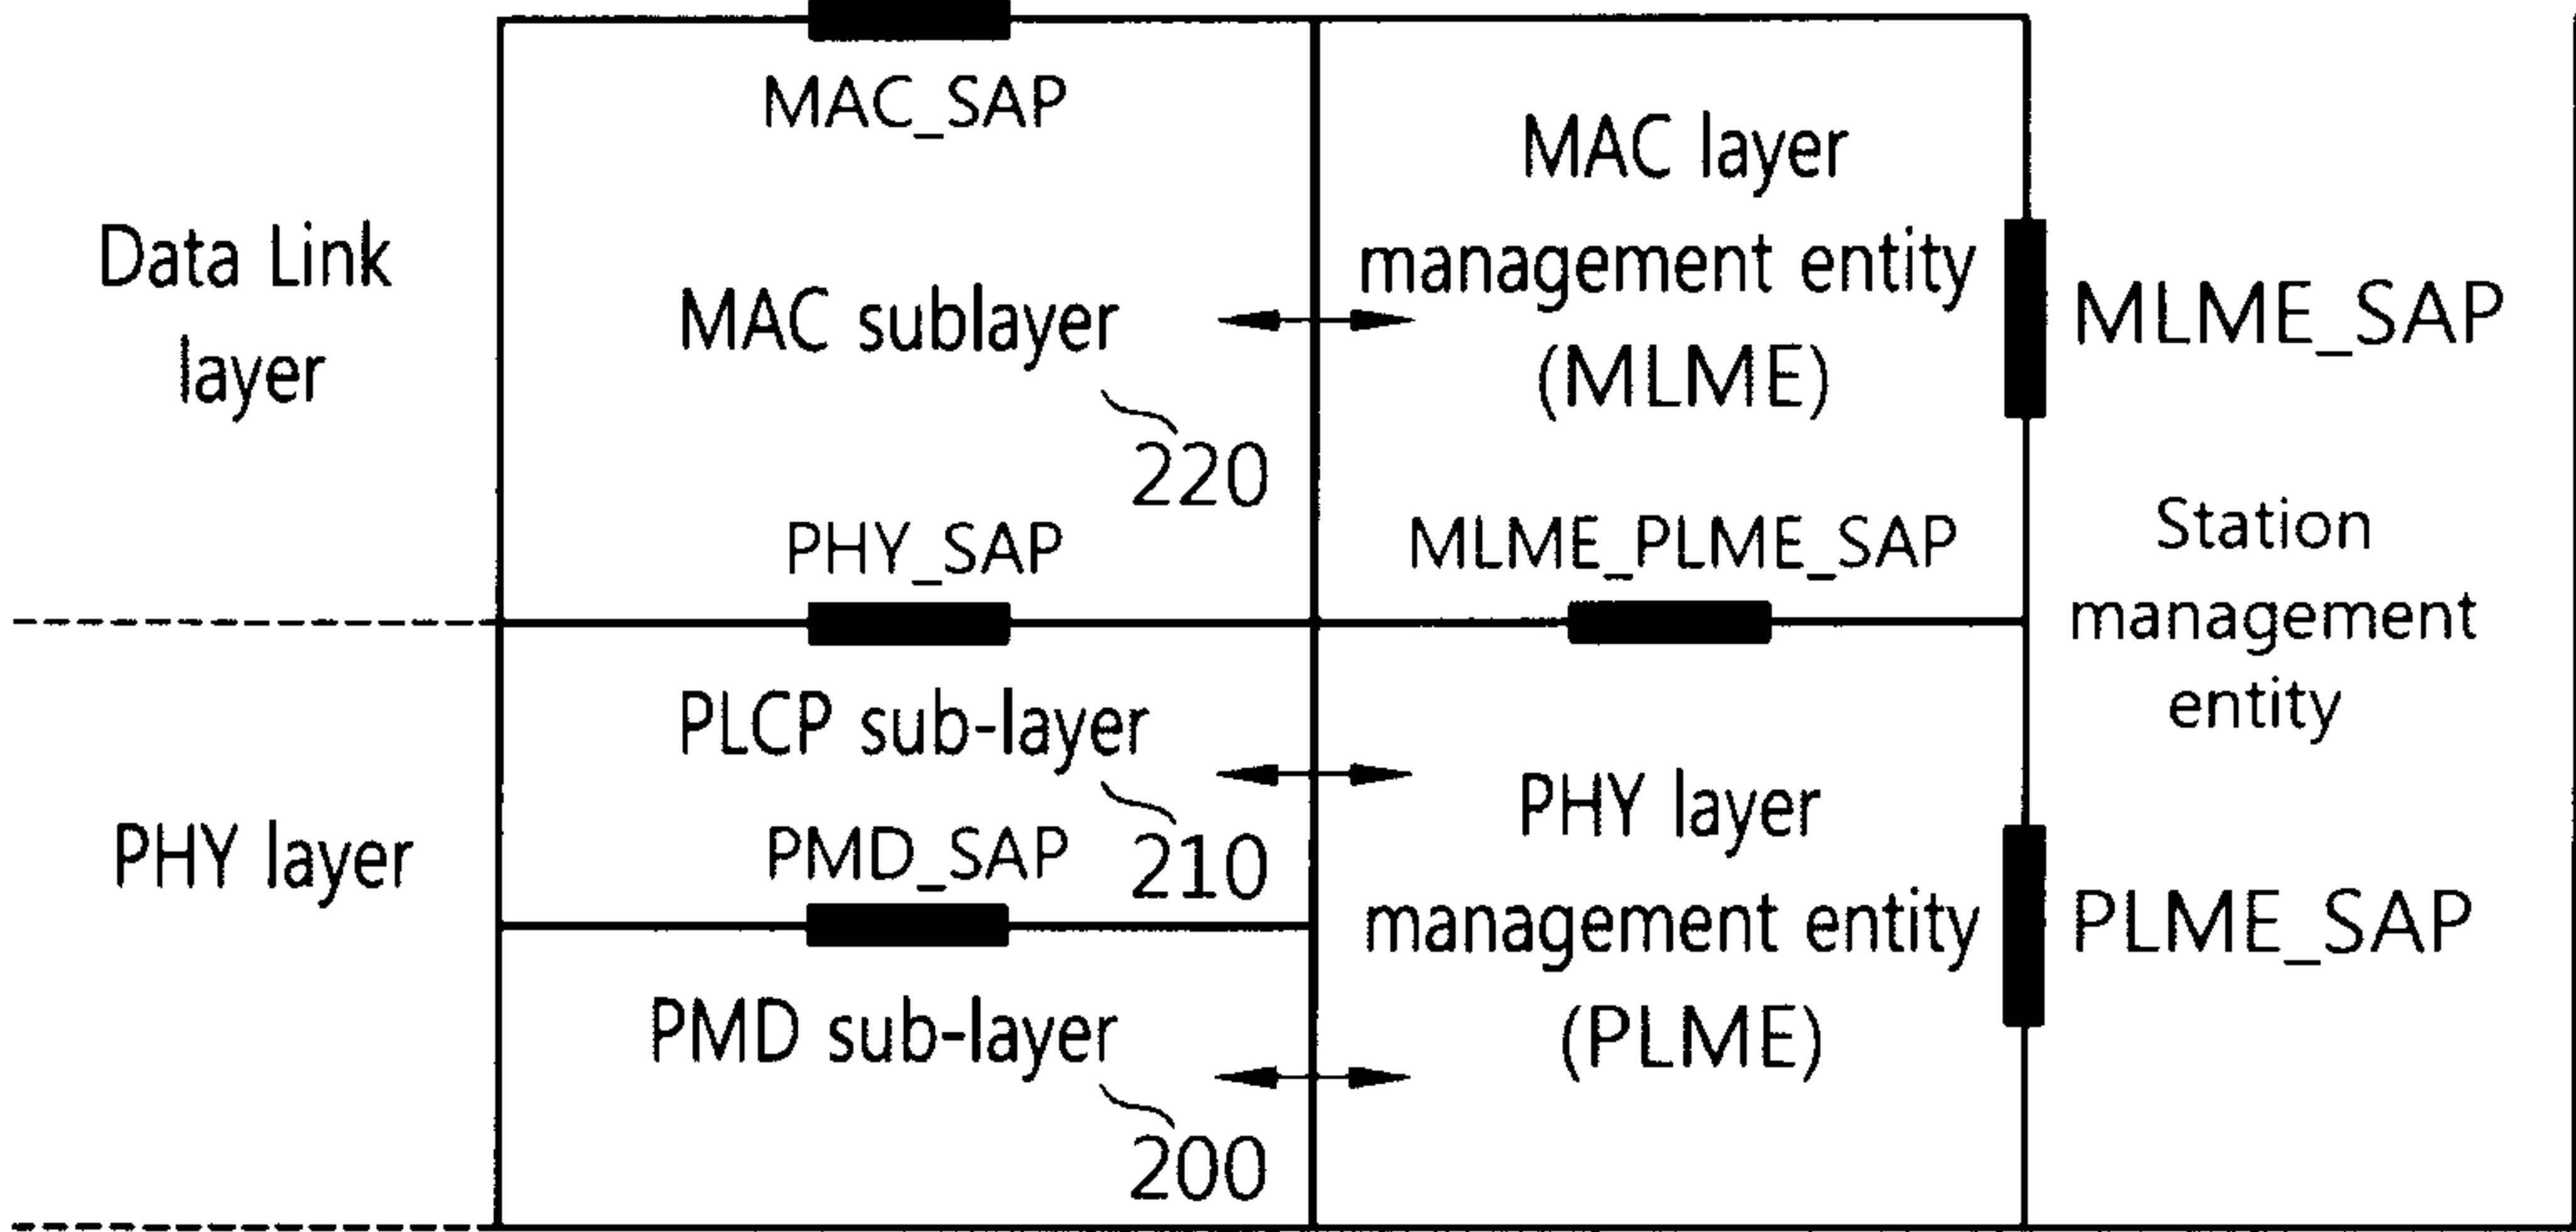 MAC_SAP
Data Link
layer
MAC sublayer
220
PHY_SAP
MAC layer
management entity
(MLME)
MLME_PLME_SAP
MLME_SAP
Station
management
entity
PHY layer
PLCP sub-layer
210
PMD_SAP
PMD sub-layer
200
PHY layer
management entity
(PLME)
PLME_SAP